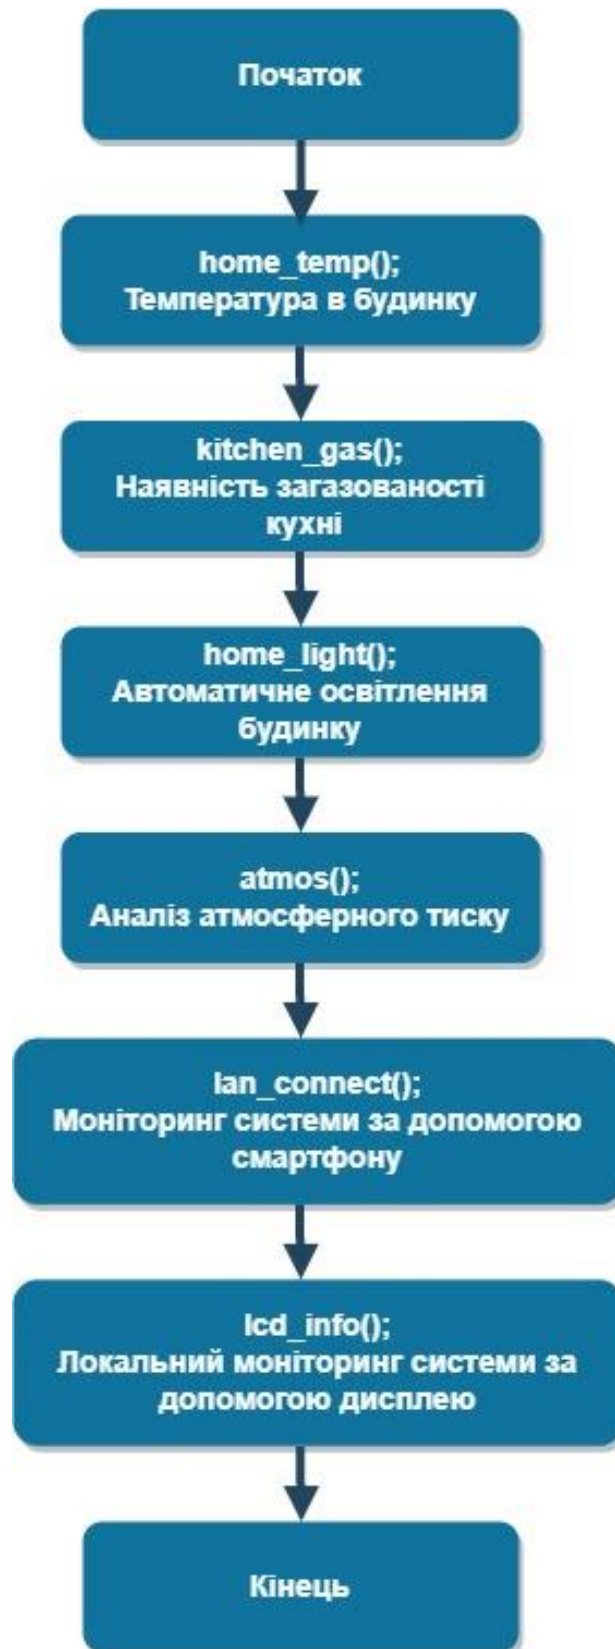 Початок
home_temp();
Температура в будинку
kitchen_gas();
Наявність загазованості
кухні
home_light();
Автоматичне освітлення
будинку
atmos();
Аналіз атмосферного тиску
lan_connect();
Моніторинг системи за допомогою
смартфону
lcd_info();
Локальний моніторинг системи за
допомогою дисплею
Кінець